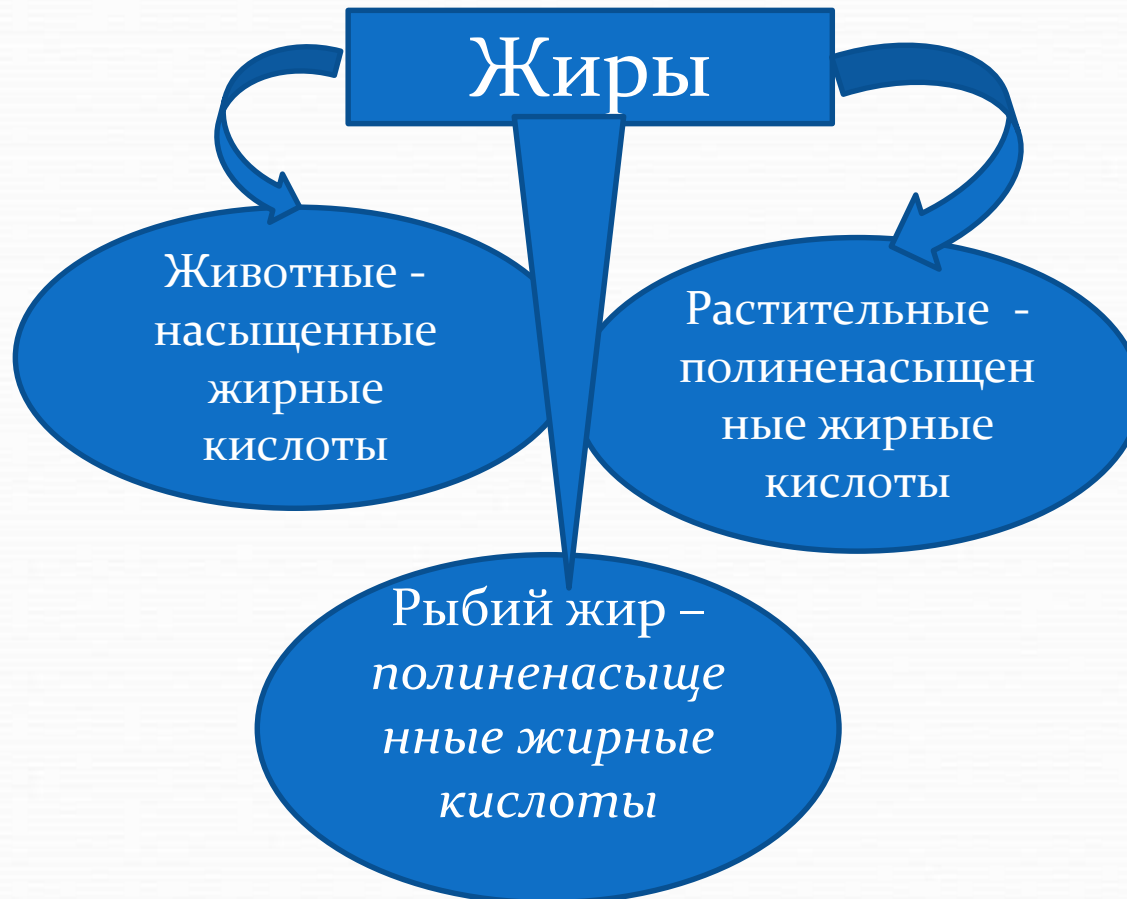 Жиры
Животные -
насыщенные
жирные
кислоты
Растительные -
полиненасыщен
ные жирные
кислоты
Рыбий жир –
полиненасыще
нные жирные
кислоты